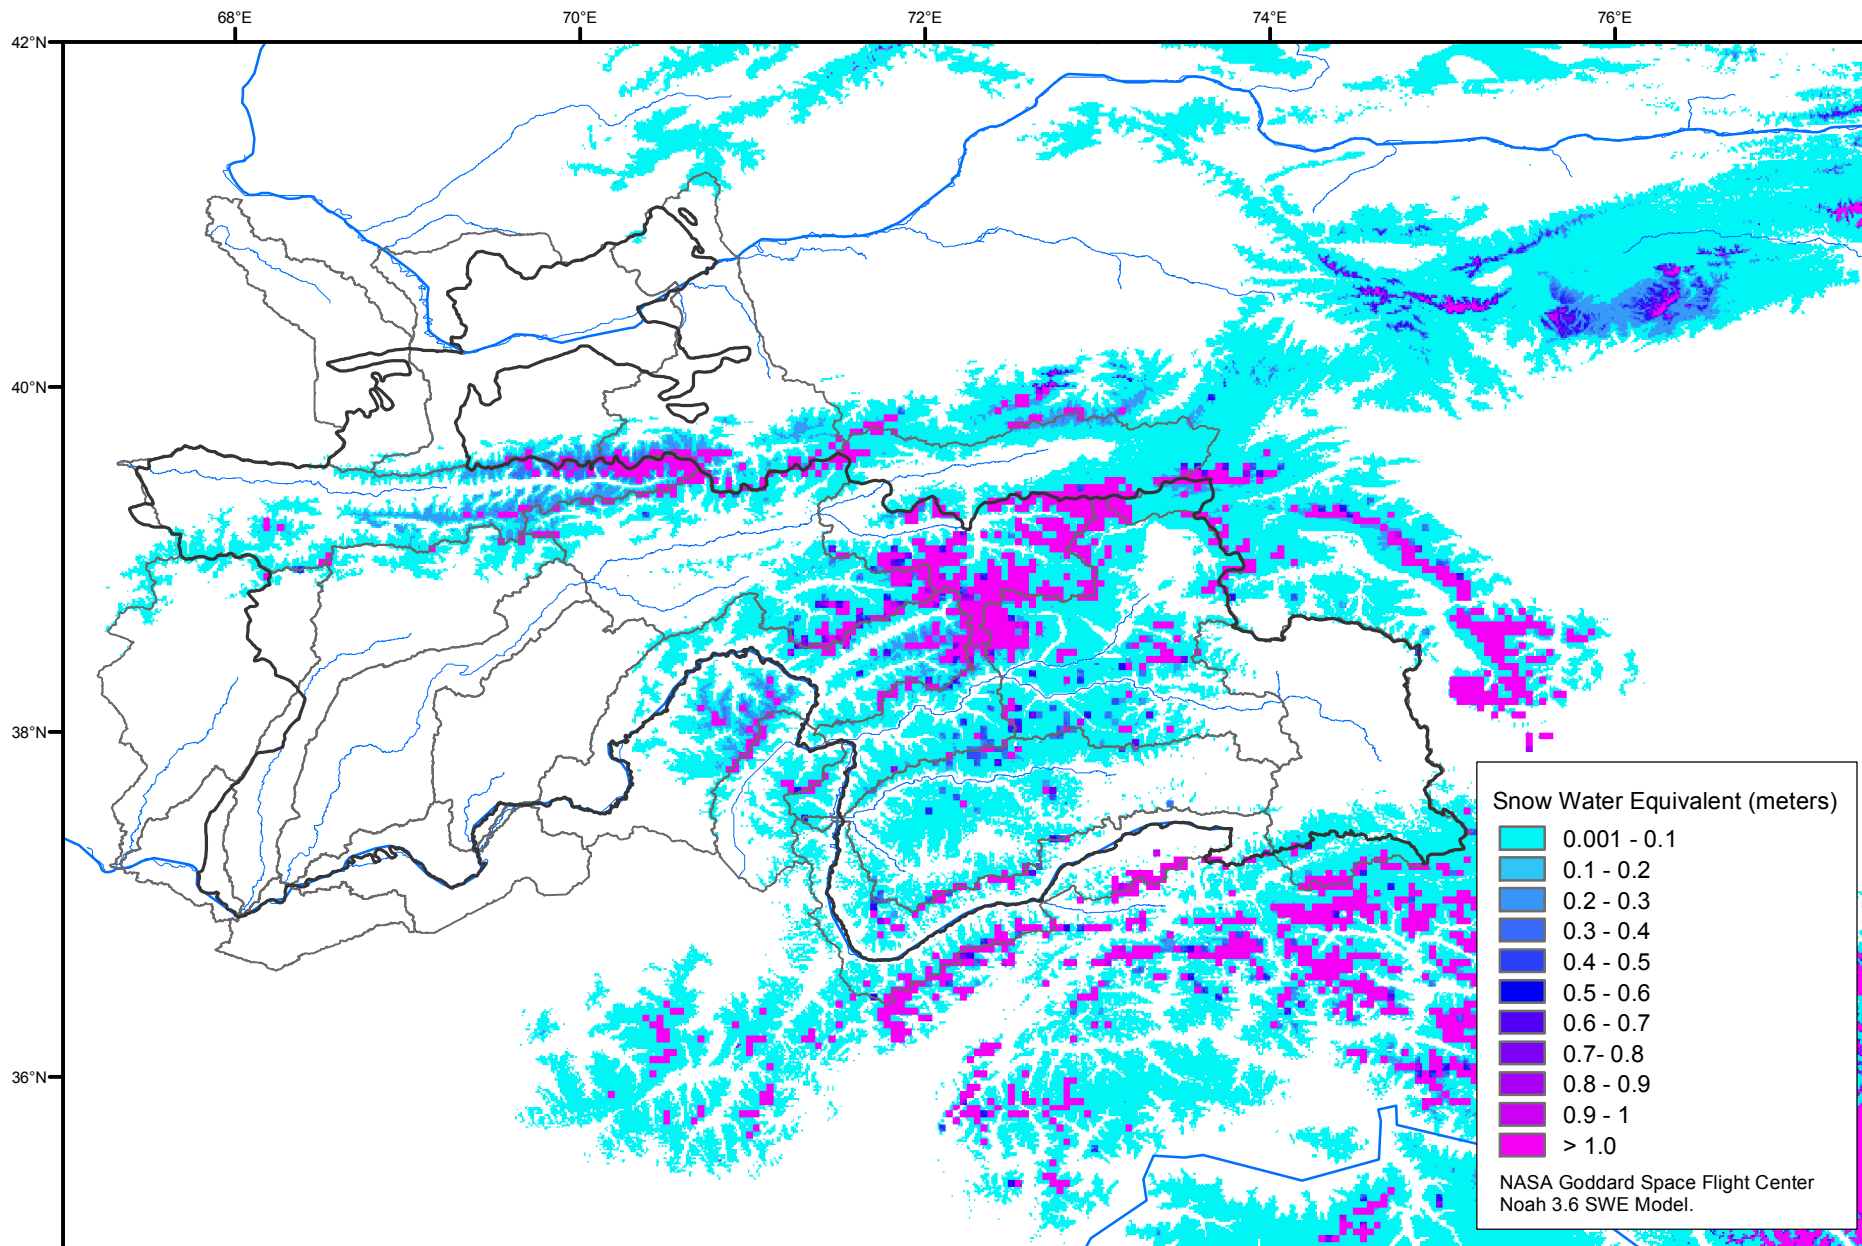 68°E
70°E
72°E
74°E
76°E
42°N
40°N
38°N
36°N
Snow Water Equivalent (meters)
0.001 - 0.1
0.1 - 0.2
0.2 - 0.3
0.3 - 0.4
0.4 - 0.5
0.5 - 0.6
0.6 - 0.7
0.7- 0.8
0.8 - 0.9
0.9 - 1
> 1.0
NASA Goddard Space Flight Center
Noah 3.6 SWE Model.